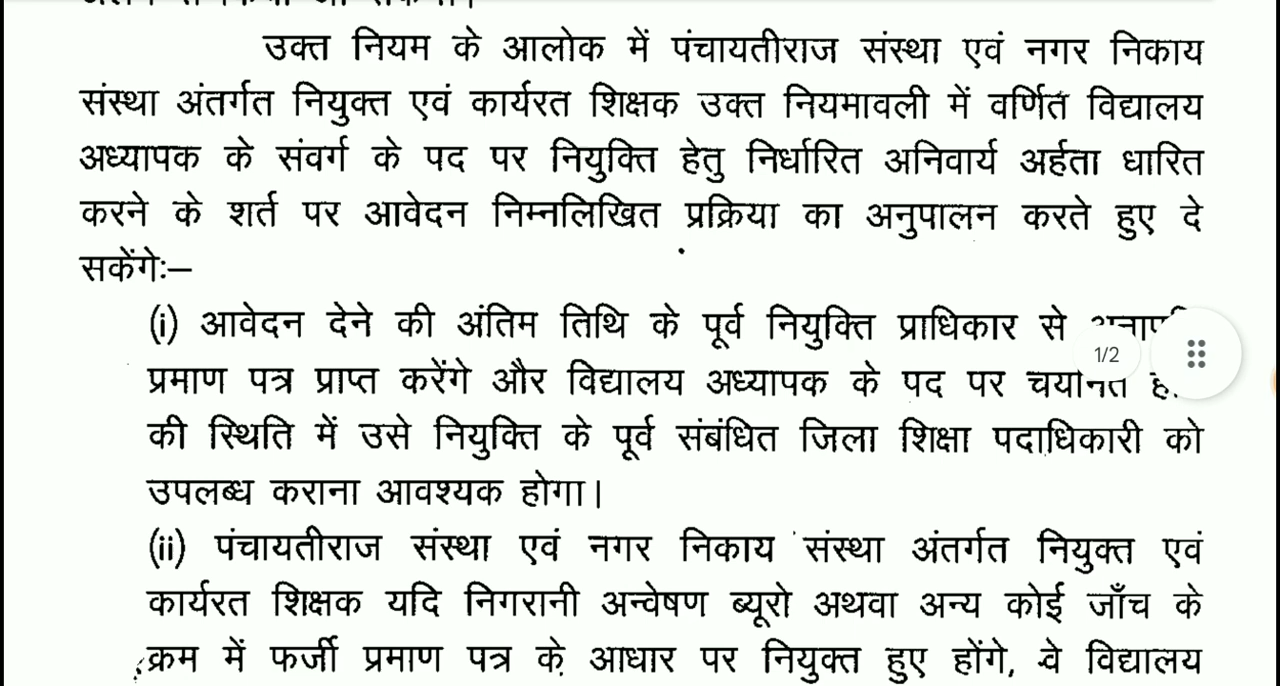 उक्त नियम के आलोक में पंचायतीराज संस्था एवं नगर निकाय
संस्था अंतर्गत नियुक्त एवं कार्यरत शिक्षक उक्त नियमावली में वर्णित विद्यालय
अध्यापक के संवर्ग के पद पर नियुक्ति हेतु निर्धारित अनिवार्य अर्हता धारित
करने के शर्त पर आवेदन निम्नलिखित प्रक्रिया का अनुपालन करते हुए दे
सकेंगेः–
(i) आवेदन देने की अंतिम तिथि के पूर्व नियुक्ति प्राधिकार से
1/2
प्रमाण पत्र प्राप्त करेंगे और विद्यालय अध्यापक के पद पर चयनित
की स्थिति में उसे नियुक्ति के पूर्व संबंधित जिला शिक्षा पदाधिकारी को
उपलब्ध कराना आवश्यक होगा।
(ii) पंचायतीराज संस्था एवं नगर निकाय संस्था अंतर्गत नियुक्त एवं
कार्यरत शिक्षक यदि निगरानी अन्वेषण ब्यूरो अथवा अन्य कोई जाँच के
क्रम में फर्जी प्रमाण पत्र के आधार पर नियुक्त हुए होंगे, वे विद्यालय